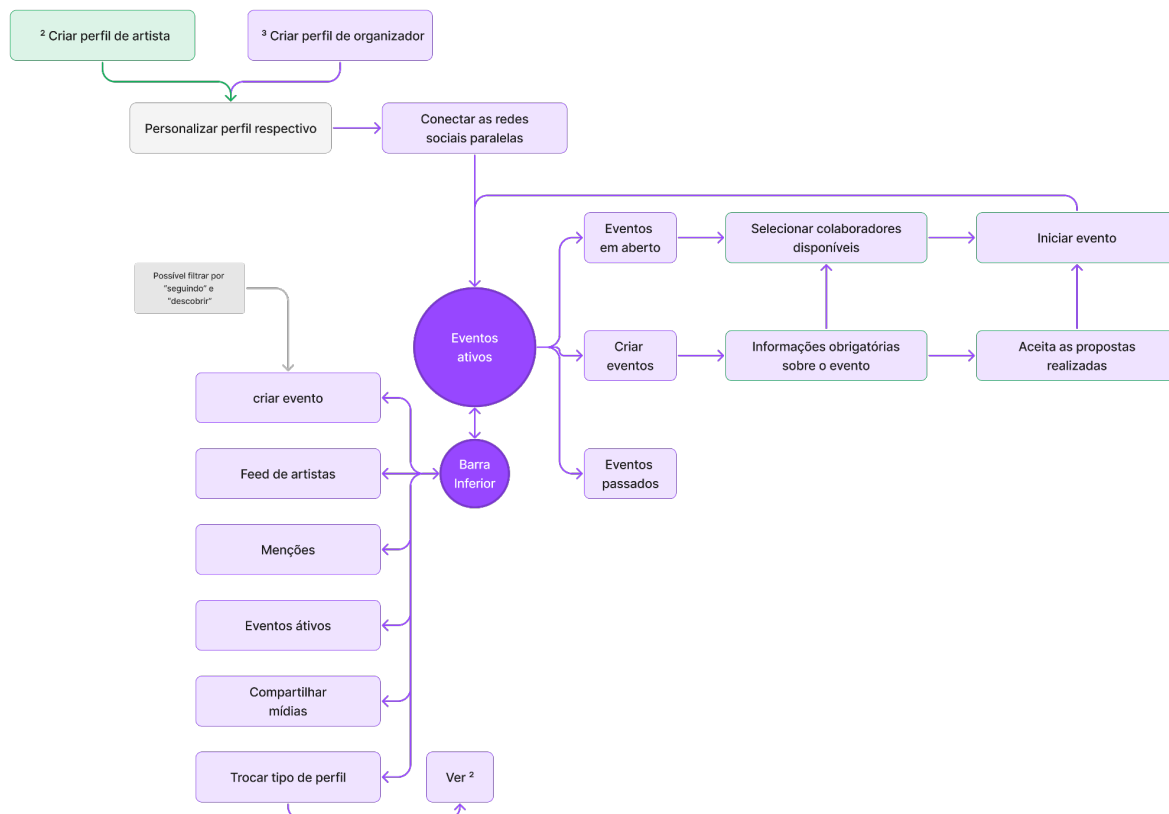 ² Criar perfil de artista
³ Criar perfil de organizador
Personalizar perfil respectivo
Conectar as redes
sociais paralelas
Eventos
em aberto
Selecionar colaboradores
disponíveis
Iniciar evento
Possível filtrar por
"seguindo" e
"descobrir"
Eventos
ativos
Criar
eventos
Informações obrigatórias
sobre o evento
Aceita as propostas
realizadas
criar evento
Feed de artistas
Barra
Inferior
Eventos
passados
Menções
Eventos átivos
Compartilhar
mídias
Trocar tipo de perfil
Ver ²